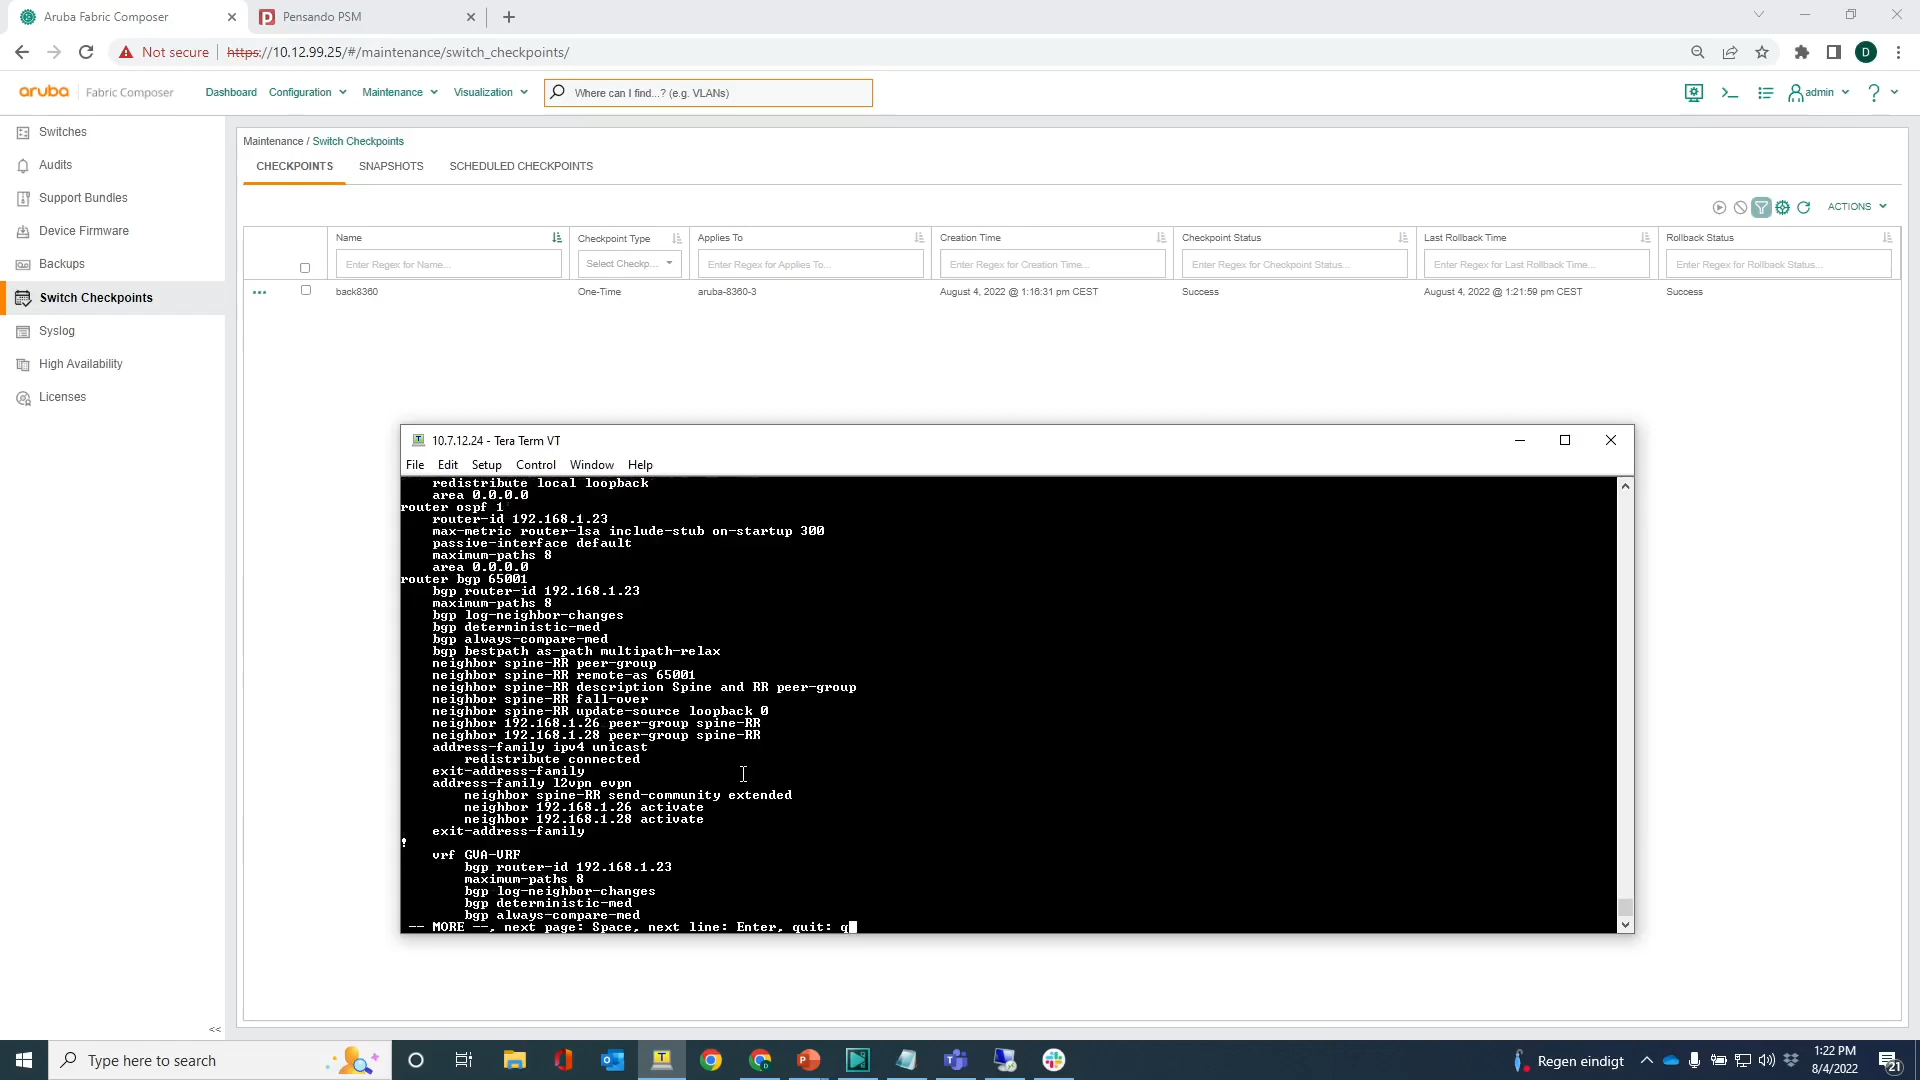 Aruba Fabric Composer
Pensando PSM
Not secure
https://10.12.99.25/#/maintenance/switch_checkpoints/
D
aruba
Fabric Composer
Dashboard
Configuration
Maintenance
Visualization
Where can I find...? (e.g. VLANs)
admin
?
Switches
Audits
Support Bundles
Device Firmware
Backups
Switch Checkpoints
Syslog
High Availability
Licenses
<<
Maintenance / Switch Checkpoints
CHECKPOINTS
SNAPSHOTS
SCHEDULED CHECKPOINTS
ACTIONS
Name
Checkpoint Type
Applies To
Creation Time
Checkpoint Status
Last Rollback Time
Rollback Status
Enter Regex for Name...
Select Checkp...
Enter Regex for Applies To...
Enter Regex for Creation Time...
Enter Regex for Checkpoint Status...
Enter Regex for Last Rollback Time...
Enter Regex for Rollback Status...
back8360
One-Time
aruba-8360-3
August 4, 2022 @ 1:16:31 pm CEST
Success
August 4, 2022 @ 1:21:59 pm CEST
Success
10.7.12.24 - Tera Term VT
File Edit Setup Control Window Help
redistribute local loopback
area 0.0.0.0
router ospf 1
router-id 192.168.1.23
max-metric router-lsa include-stub on-startup 300
passive-interface default
maximum-paths 8
area 0.0.0.0
router bgp 65001
bgp router-id 192.168.1.23
maximum-paths 8
bgp log-neighbor-changes
bgp deterministic-med
bgp always-compare-med
bgp bestpath as-path multipath-relax
neighbor spine-RR peer-group
neighbor spine-RR remote-as 65001
neighbor spine-RR description Spine and RR peer-group
neighbor spine-RR fall-over
neighbor spine-RR update-source loopback 0
neighbor 192.168.1.26 peer-group spine-RR
neighbor 192.168.1.28 peer-group spine-RR
address-family ipv4 unicast
redistribute connected
exit-address-family
address-family l2vpn evpn
neighbor spine-RR send-community extended
neighbor 192.168.1.26 activate
neighbor 192.168.1.28 activate
exit-address-family
!
vrf GVA-VRF
bgp router-id 192.168.1.23
maximum-paths 8
bgp log-neighbor-changes
bgp deterministic-med
bgp always-compare-med
-- MORE --, next page: Space, next line: Enter, quit: q
Type here to search
Regen eindigt
1:22 PM
8/4/2022
21